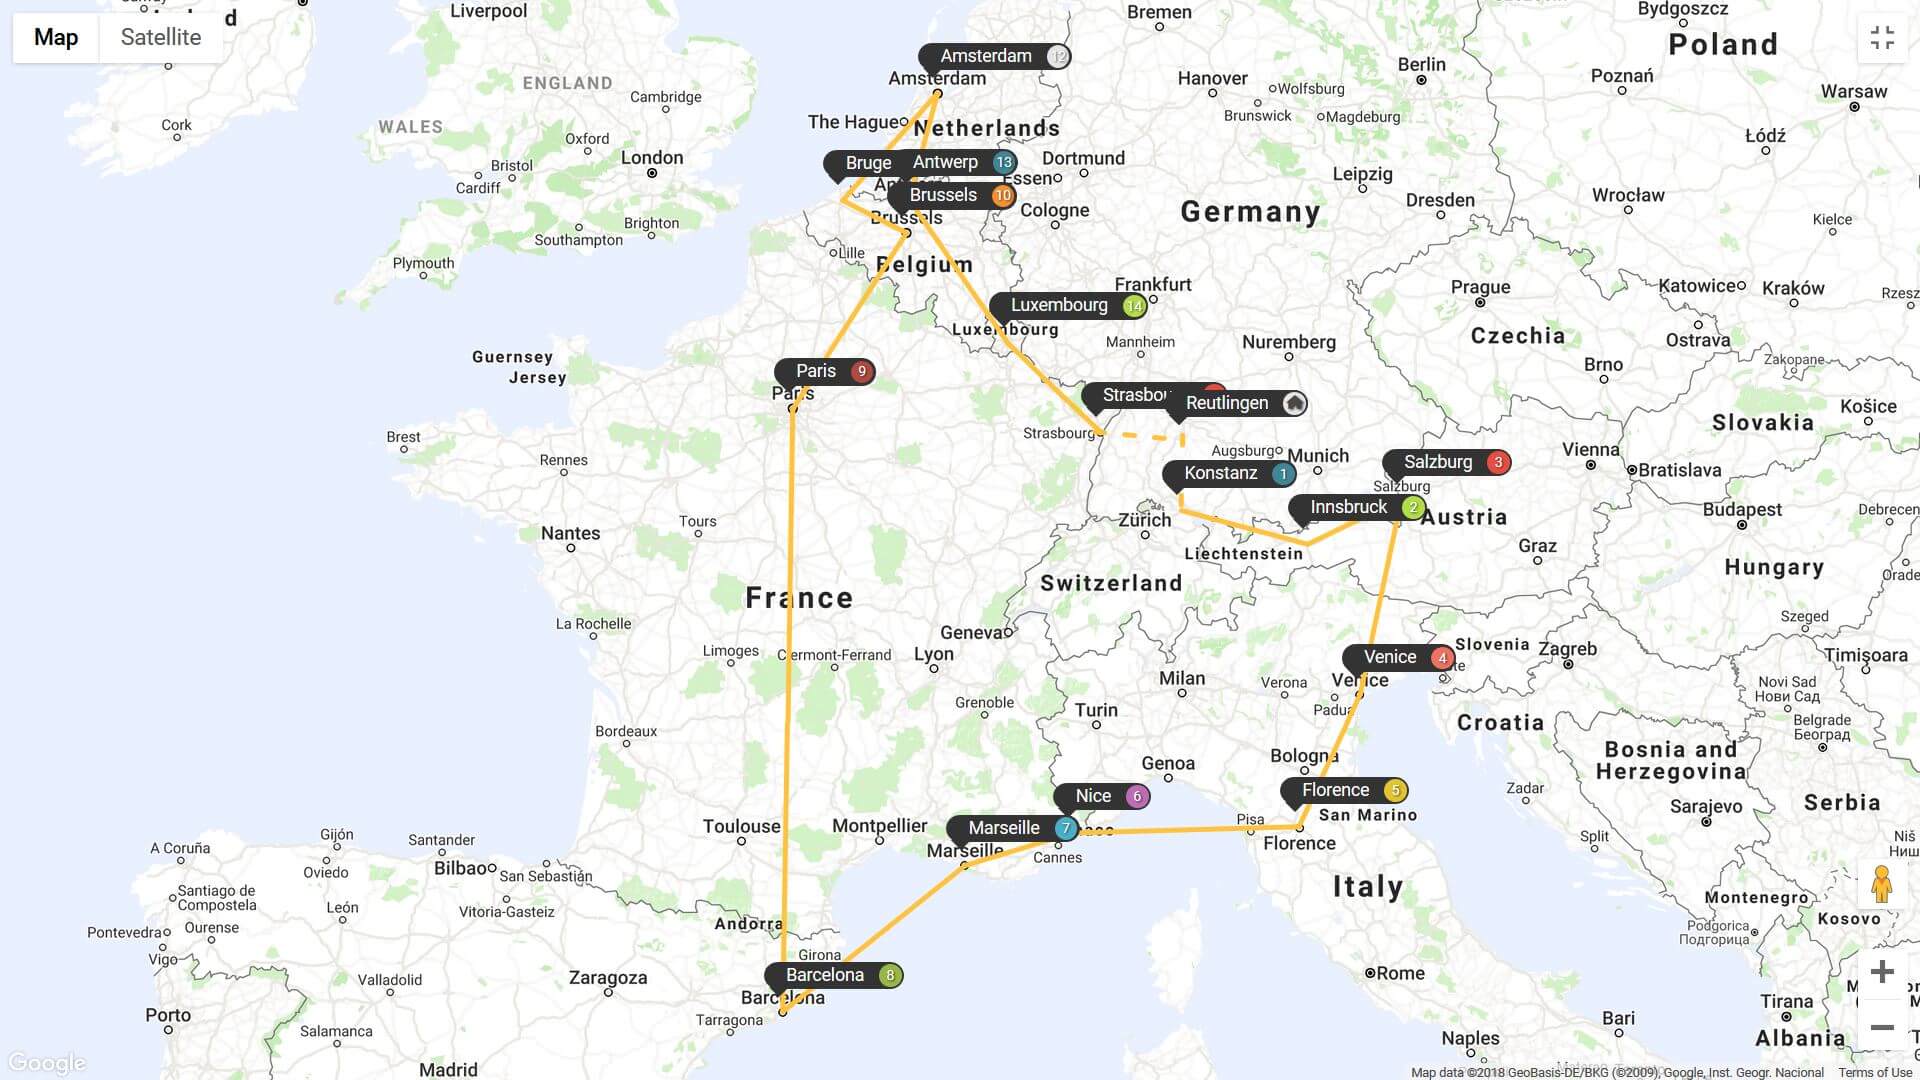 Map
Satellite
Liverpool
ENGLAND
Cambridge
WALES
Cork
Oxford
London
Bristol
Cardiff
Brighton
Southampton
Plymouth
Guernsey
Jersey
Amsterdam 12
Amsterdam
The Hague
Netherlands
Bruge
Antwerp 13
Brussels 10
Brussels
Lille
Belgium
Essen
Dortmund
Cologne
Bremen
Hanover
Wolfsburg
Brunswick
Magdeburg
Berlin
Leipzig
Dresden
Germany
Frankfurt
Mannheim
Nuremberg
Luxembourg 14
Luxembourg
Bydgoszcz
Poland
Poznań
Warsaw
Łódź
Wrocław
Kielce
Katowice
Kraków
Rzesz
Prague
Czechia
Ostrava
Brno
Zakopane
Slovakia
Košice
Paris 9
Paris
Strasbou
Reutlingen
Strasbourg
Augsburg
Munich
Konstanz 1
Salzburg 3
Salzburg
Innsbruck 2
Austria
Vienna
Bratislava
Budapest
Debrecen
Graz
Hungary
Orade
Szeged
Zürich
Liechtenstein
Switzerland
Brest
Rennes
Nantes
Tours
France
La Rochelle
Limoges
Clermont-Ferrand
Geneva
Lyon
Grenoble
Bordeaux
Toulouse
Montpellier
Milan
Turin
Verona
Padua
Venice 4
Venice
Slovenia
Zagreb
Timișoara
Croatia
Novi Sad
Нови Сад
Belgrade
Београд
Bosnia and
Herzegovina
Sarajevo
Serbia
Zadar
Split
Niš
Ниш
Bologna
Genoa
Nice 6
Florence 5
San Marino
Marseille 7
Marseille
Cannes
Pisa
Florence
Italy
Rome
Naples
Bari
Montenegro
Podgorica
Подгорица
Kosovo
Tirana
Albania
A Coruña
Gijón
Santander
Oviedo
Bilbao
San Sebastián
Santiago de
Compostela
León
Vitoria-Gasteiz
Pontevedra
Ourense
Vigo
Valladolid
Zaragoza
Andorra
Girona
Barcelona 8
Barcelona
Tarragona
Porto
Salamanca
Madrid
Google
Map data ©2018 GeoBasis-DE/BKG (©2009), Google, Inst. Geogr. Nacional
Terms of Use